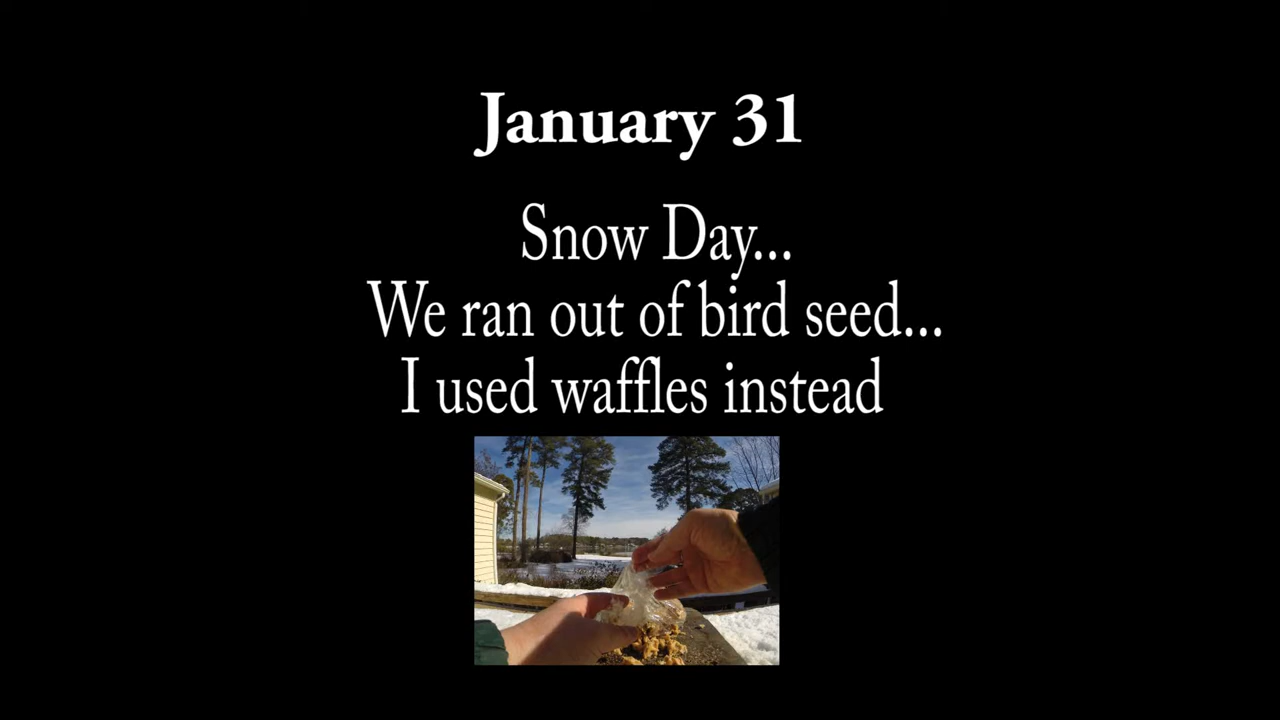 January 31
Snow Day...
We ran out of bird seed...
I used waffles instead